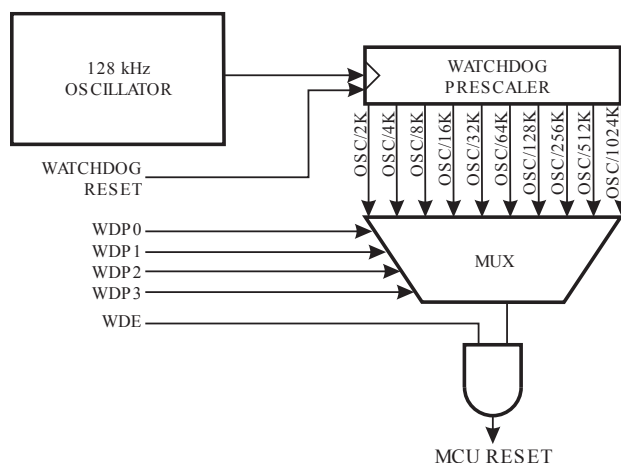 128 kHz
OSCILLATOR
WATCHDOG
PRESCALER
OSC/2K
OSC/4K
OSC/8K
OSC/16K
OSC/32K
OSC/64K
OSC/128K
OSC/256K
OSC/512K
OSC/1024K
WATCHDOG
RESET
WDP0
WDP1
WDP2
WDP3
WDE
MUX
MCU RESET